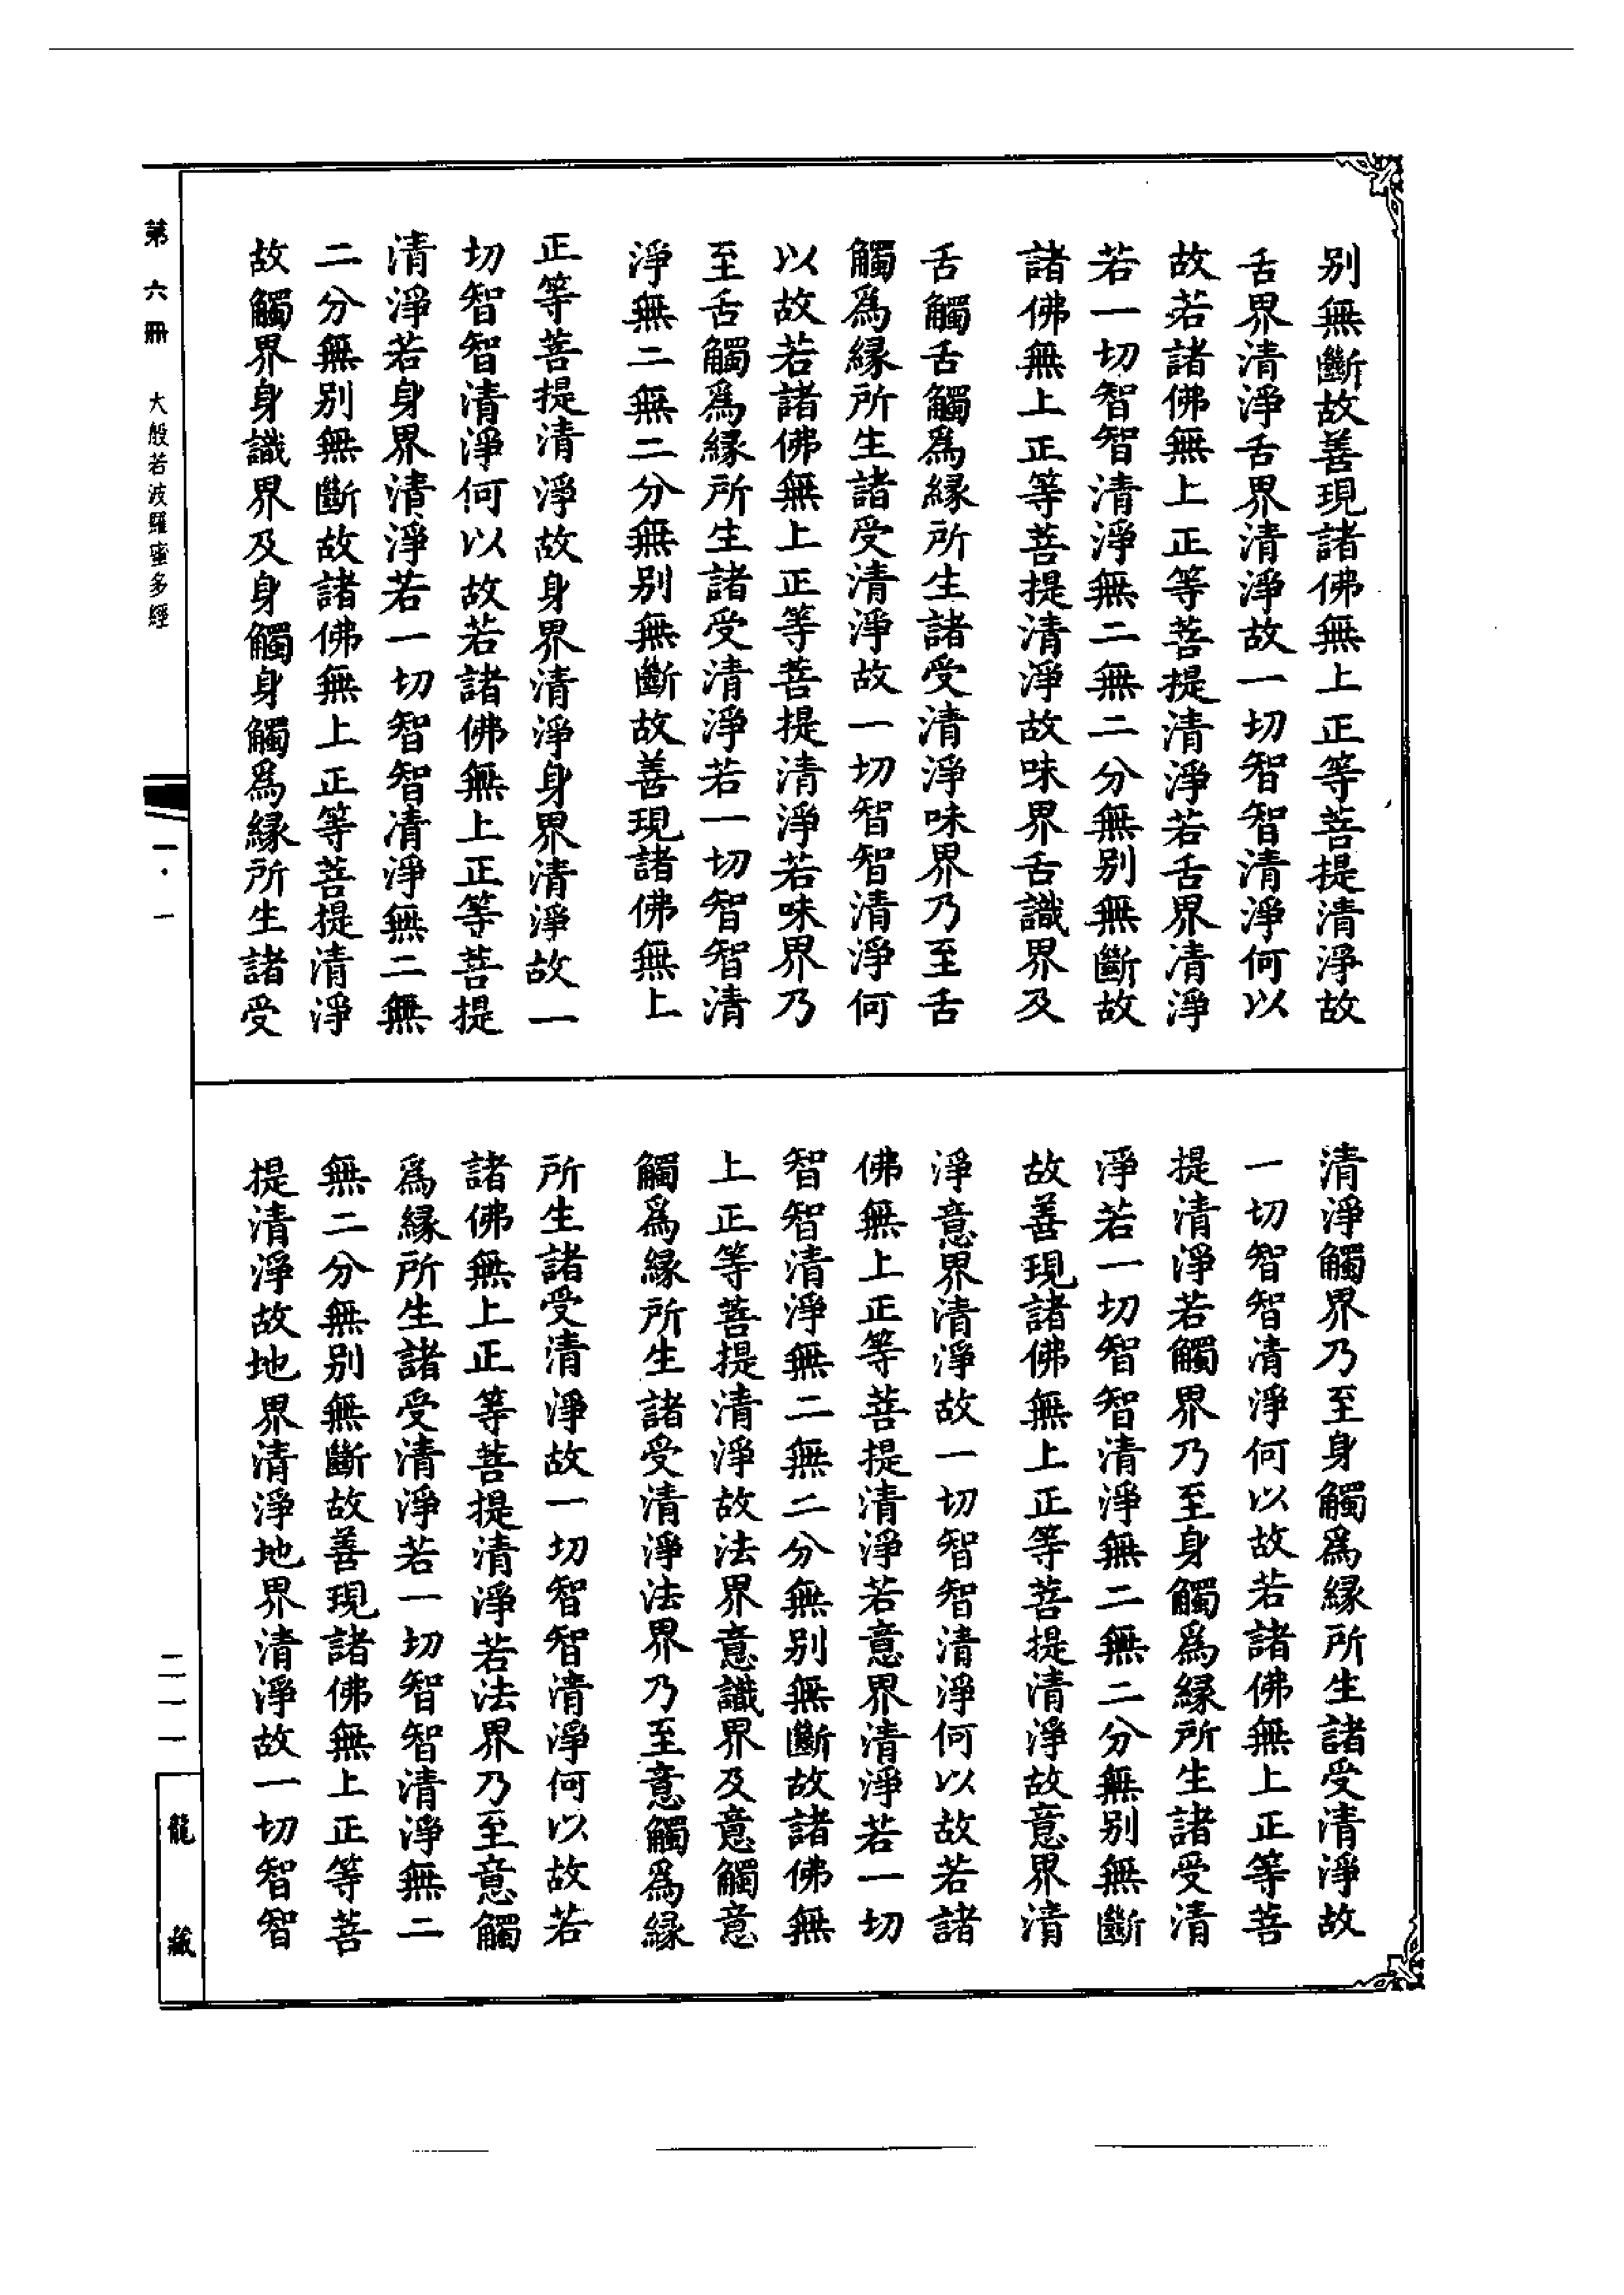 别無斷故善現諸佛無上正等菩提清淨故
舌界清淨舌界清淨故一切智智清淨何以
故若諸佛無上正等菩提清淨若舌界清淨
若一切智智清淨無二無二分無别無斷故
諸佛無上正等菩提清淨故味界舌識界及
舌觸舌觸爲緣所生諸受清淨味界乃至舌
觸爲緣所生諸受清淨故一切智智清淨何
以故若諸佛無上正等菩提清淨若味界乃
至舌觸爲緣所生諸受清淨若一切智智清
淨無二無二分無别無斷故善現諸佛無上
正等菩提清淨故身界清淨身界清淨故一
切智智清淨何以故若諸佛無上正等菩提
清淨若身界清淨若一切智智清淨無二無
二分無别無斷故諸佛無上正等菩提清淨
故觸界身識界及身觸身觸爲緣所生諸受
清淨觸界乃至身觸爲緣所生諸受清淨故
一切智智清淨何以故若諸佛無上正等菩
提清淨若觸界乃至身觸爲緣所生諸受清
淨若一切智智清淨無二無二分無别無斷
故善現諸佛無上正等菩提清淨故意界清
淨意界清淨故一切智智清淨何以故若諸
佛無上正等菩提清淨若意界清淨若一切
智智清淨無二無二分無别無斷故諸佛無
上正等菩提清淨故法界意識界及意觸意
觸爲緣所生諸受清淨法界乃至意觸爲緣
所生諸受清淨故一切智智清淨何以故若
諸佛無上正等菩提清淨若法界乃至意觸
爲緣所生諸受清淨若一切智智清淨無二
無二分無别無斷故善現諸佛無上正等菩
提清淨故地界清淨地界清淨故一切智智
第六冊 大般若波羅蜜多經 一·一 二一一 龍藏